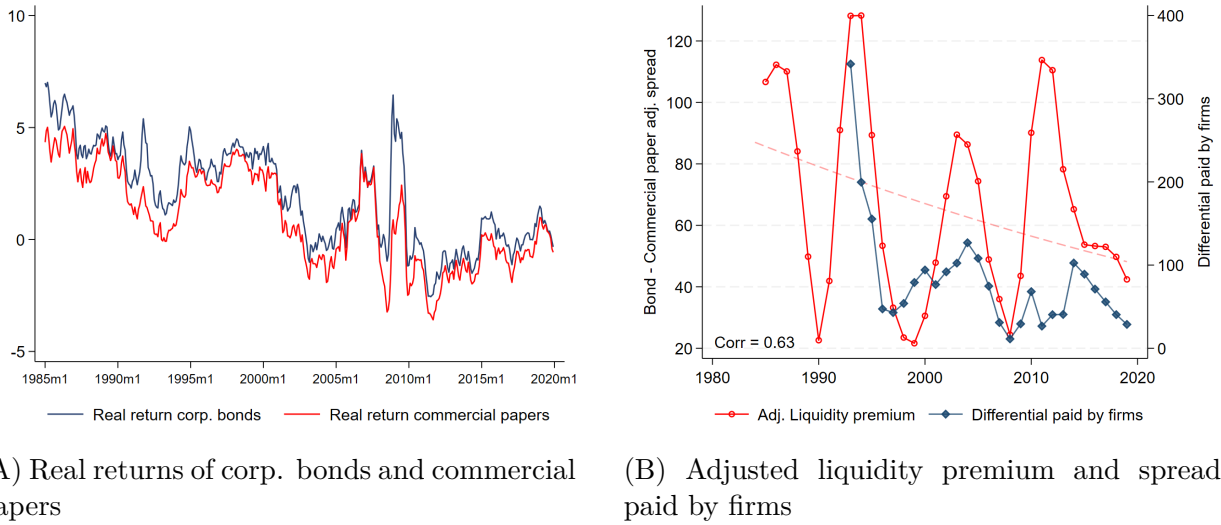 10
5
0
-5
1985m1 1990m1 1995m1 2000m1 2005m1 2010m1 2015m1 2020m1
Real return corp. bonds Real return commercial papers
A) Real returns of corp. bonds and commercial
apers
Bond - Commercial paper adj. spread
120
100
80
60
40
20
Corr = 0.63
400
300
200
100
0
Differential paid by firms
1980 1990 2000 2010 2020
Adj. Liquidity premium Differential paid by firms
(B) Adjusted liquidity premium and spread
paid by firms